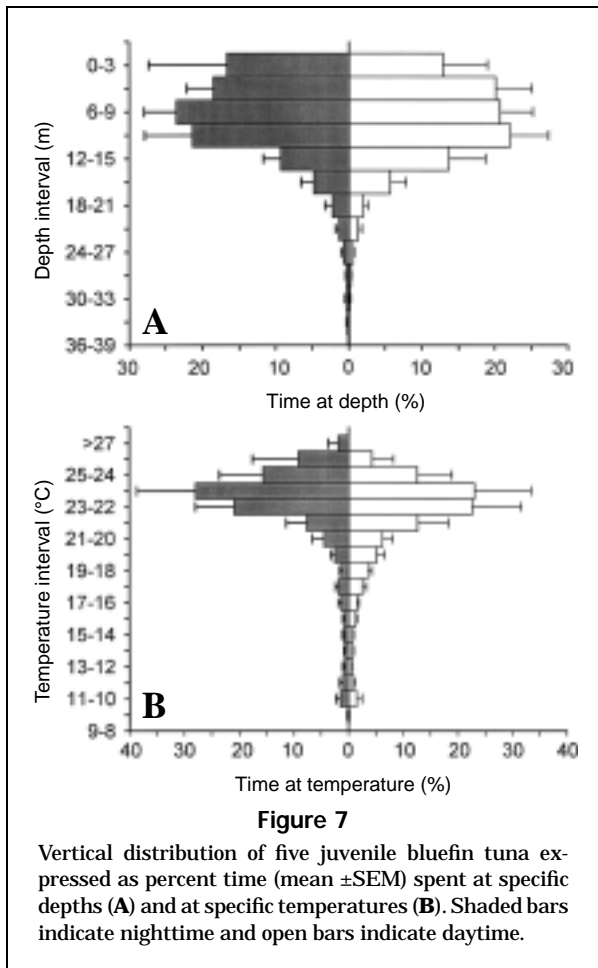 0-3
6-9
12-15
18-21
24-27
30-33
36-39
Depth interval (m)
A
30 20 10 0 10 20 30
Time at depth (%)
>27
25-24
23-22
21-20
19-18
17-16
15-14
13-12
11-10
9-8
Temperature interval (°C)
B
40 30 20 10 0 10 20 30 40
Time at temperature (%)
Figure 7
Vertical distribution of five juvenile bluefin tuna ex-
pressed as percent time (mean ±SEM) spent at specific
depths (A) and at specific temperatures (B). Shaded bars
indicate nighttime and open bars indicate daytime.